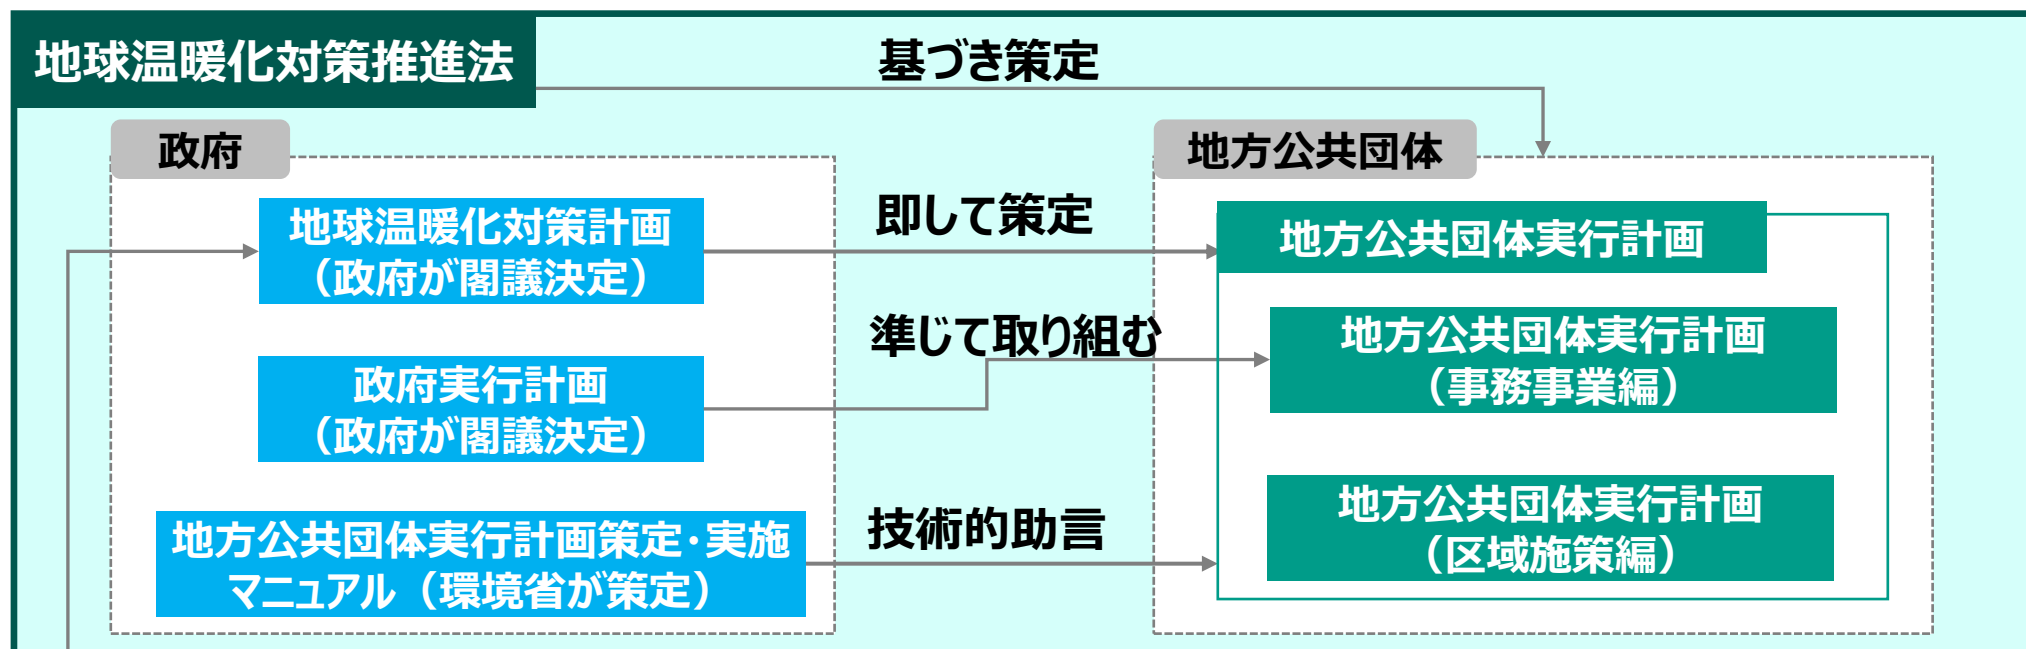 地球温暖化対策推進法
基づき策定
政府
地方公共団体
地球温暖化対策計画
（政府が閣議決定）
即して策定
地方公共団体実行計画
準じて取り組む
地方公共団体実行計画
（事務事業編）
政府実行計画
（政府が閣議決定）
地方公共団体実行計画策定・実施
マニュアル（環境省が策定）
技術的助言
地方公共団体実行計画
（区域施策編）